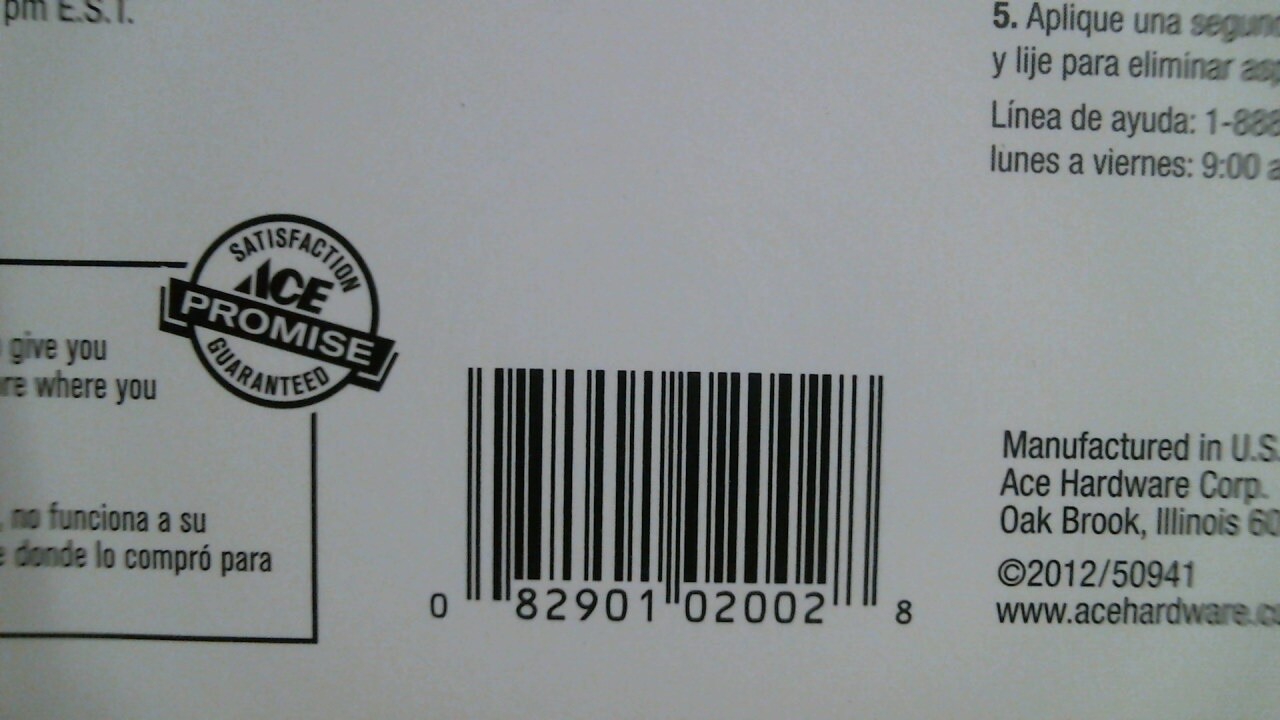 pm E.S.T.
5. Aplique una
y lije para eliminar
Línea de ayuda: 1-888
lunes a viernes: 9:00
SATISFACTION
ACE
PROMISE
GUARANTEED
give you
where you
no funciona a su
donde lo compró para
0 82901 02002 8
Manufactured in U.S.
Ace Hardware Corp.
Oak Brook, Illinois 60
©2012/50941
www.acehardware.c